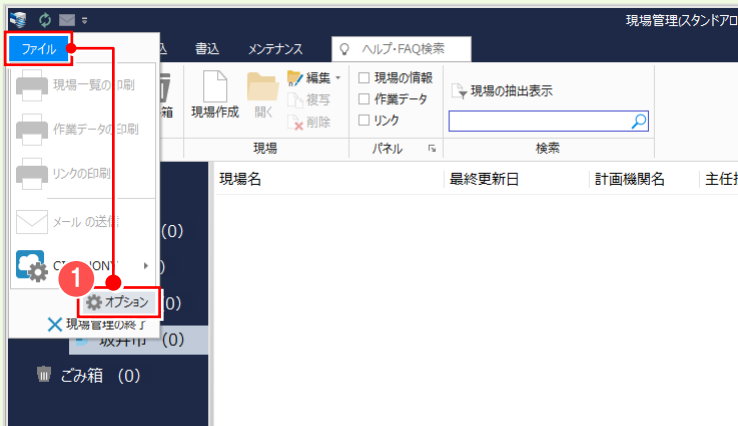 現場管理(スタンドアロ
ファイル
書込
メンテナンス
ヘルプ・FAQ検索
現場一覧の印刷
作業データの印刷
リンクの印刷
メール の送信
オプション
現場管理の終了
1
箱
現場作成
開く
編集
複写
削除
現場
現場の情報
作業データ
リンク
パネル
現場の抽出表示
検索
現場名
最終更新日
計画機関名
主任技
(0)
)
(0)
坂井市 (0)
ごみ箱 (0)